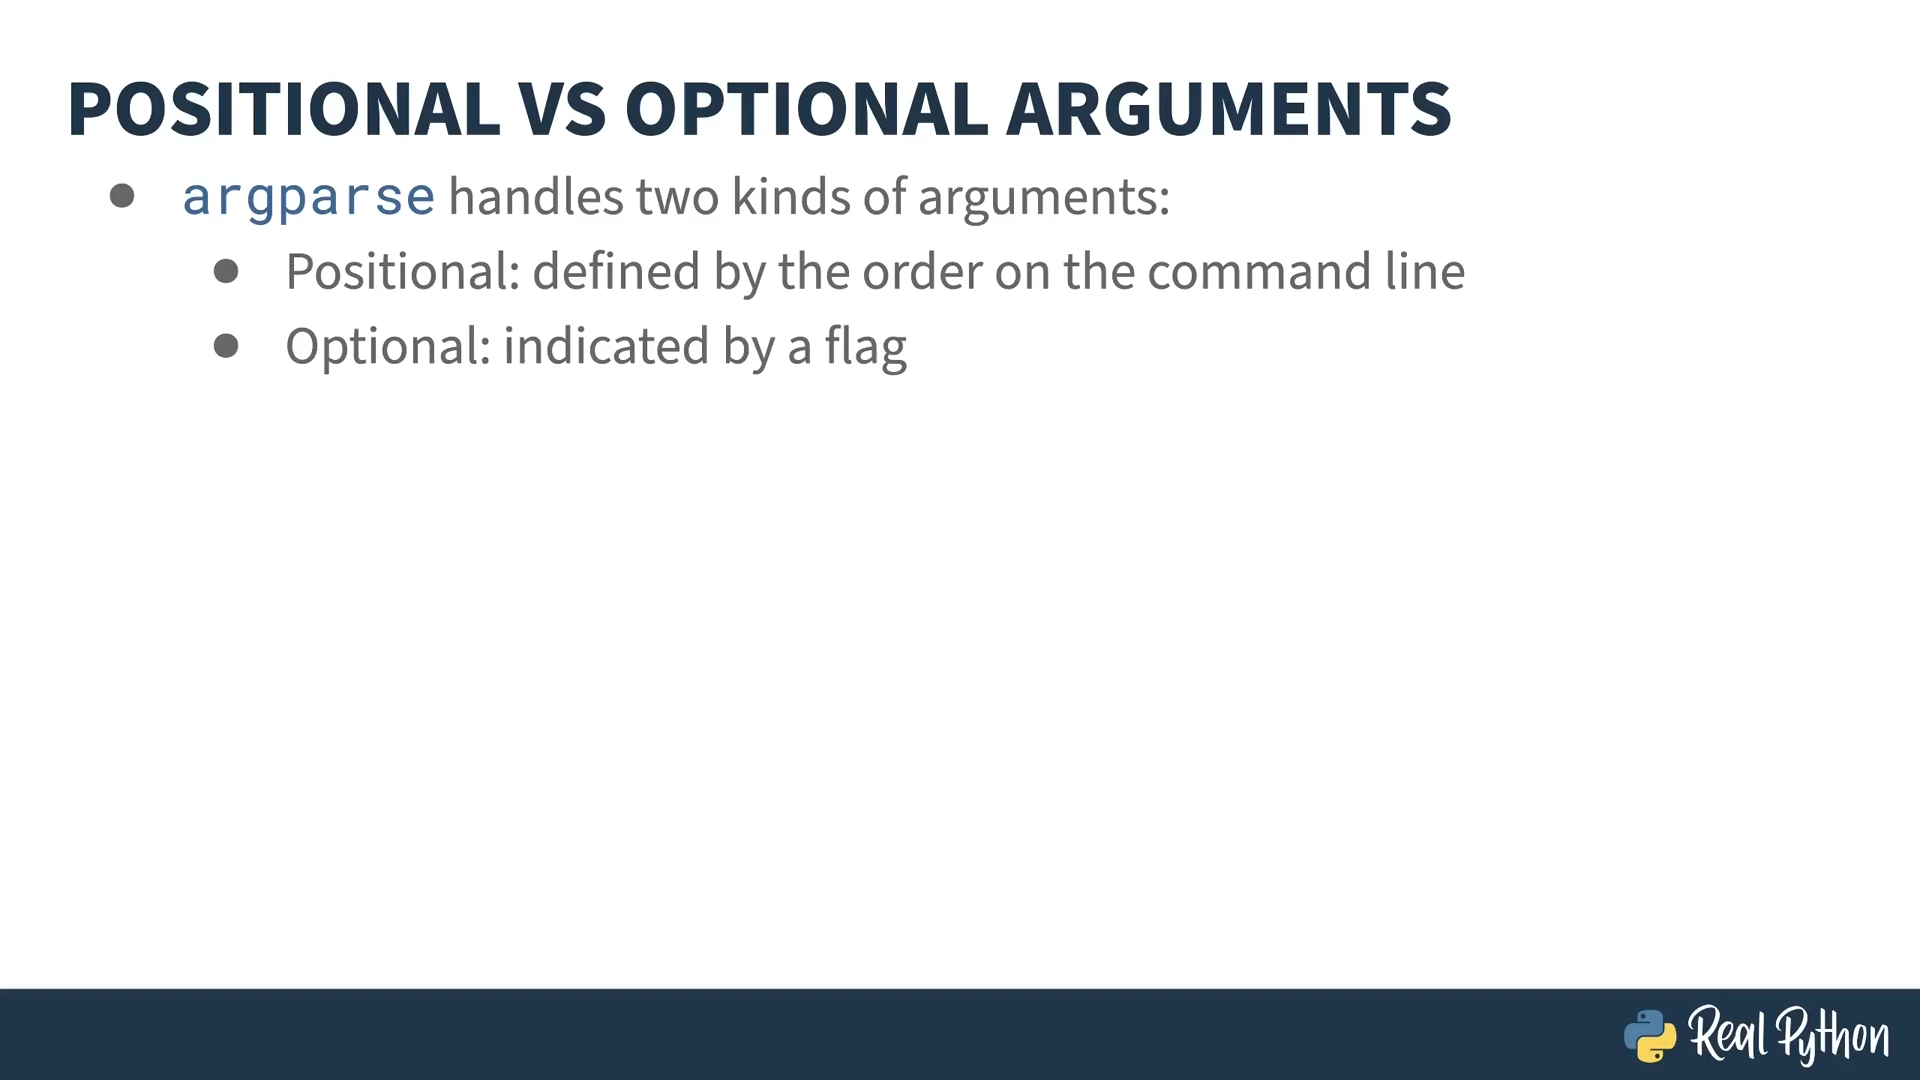 POSITIONAL VS OPTIONAL ARGUMENTS
● argparse handles two kinds of arguments:
● Positional: defined by the order on the command line
● Optional: indicated by a flag
Real Python